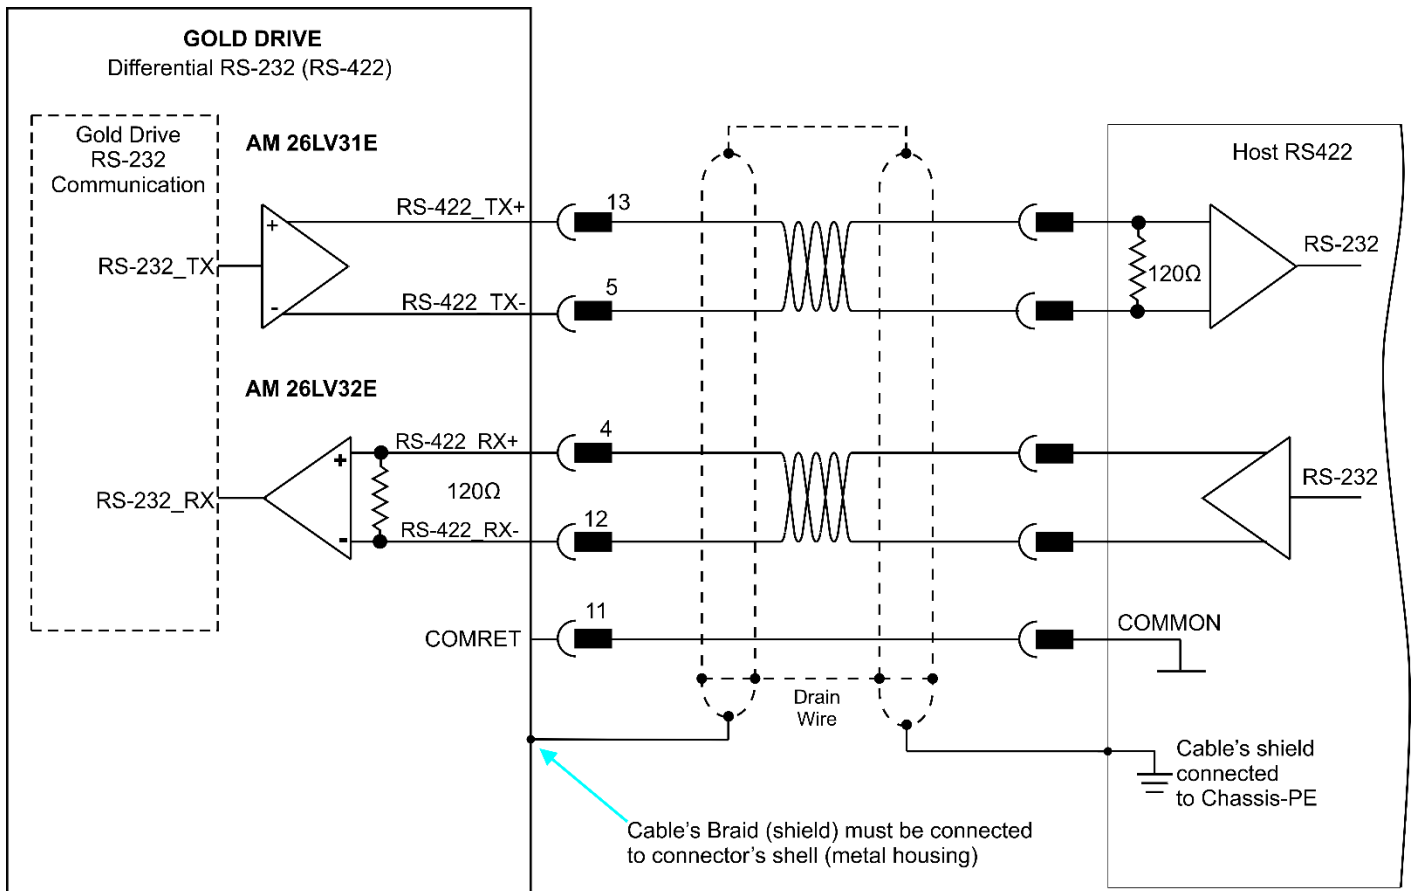 GOLD DRIVE
Differential RS-232 (RS-422)
Gold Drive
RS-232
Communication
AM 26LV31E
RS-232_TX
+
-
RS-422_TX+
RS-422_TX-
13
5
Host RS422
120Ω
RS-232
AM 26LV32E
RS-232_RX
+
-
120Ω
RS-422_RX+
RS-422_RX-
4
12
RS-232
COMRET
11
COMMON
Drain
Wire
Cable's shield
connected
to Chassis-PE
Cable's Braid (shield) must be connected
to connector's shell (metal housing)